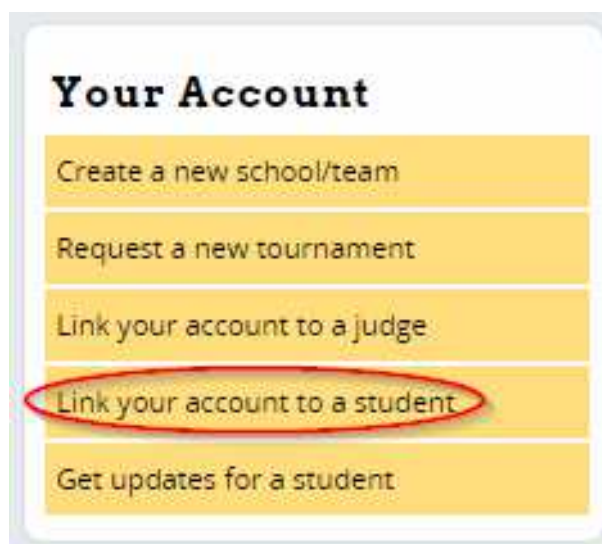 Your Account
Create a new school/team
Request a new tournament
Link your account to a judge
Link your account to a student
Get updates for a student